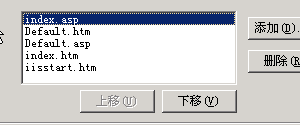 index.asp
Default.htm
Default.asp
index.htm
iisstart.htm
添加(D).
删除(R
上移(U)
下移(V)